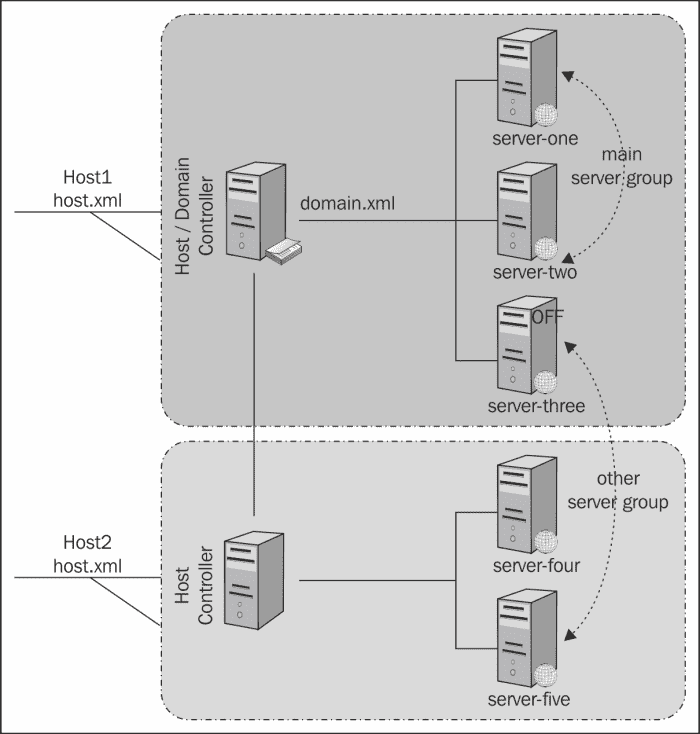 server-one
main
server group
Host1
host.xml
Host / Domain
Controller
domain.xml
server-two
OFF
server-three
other
server group
Host2
host.xml
Host
Controller
server-four
server-five